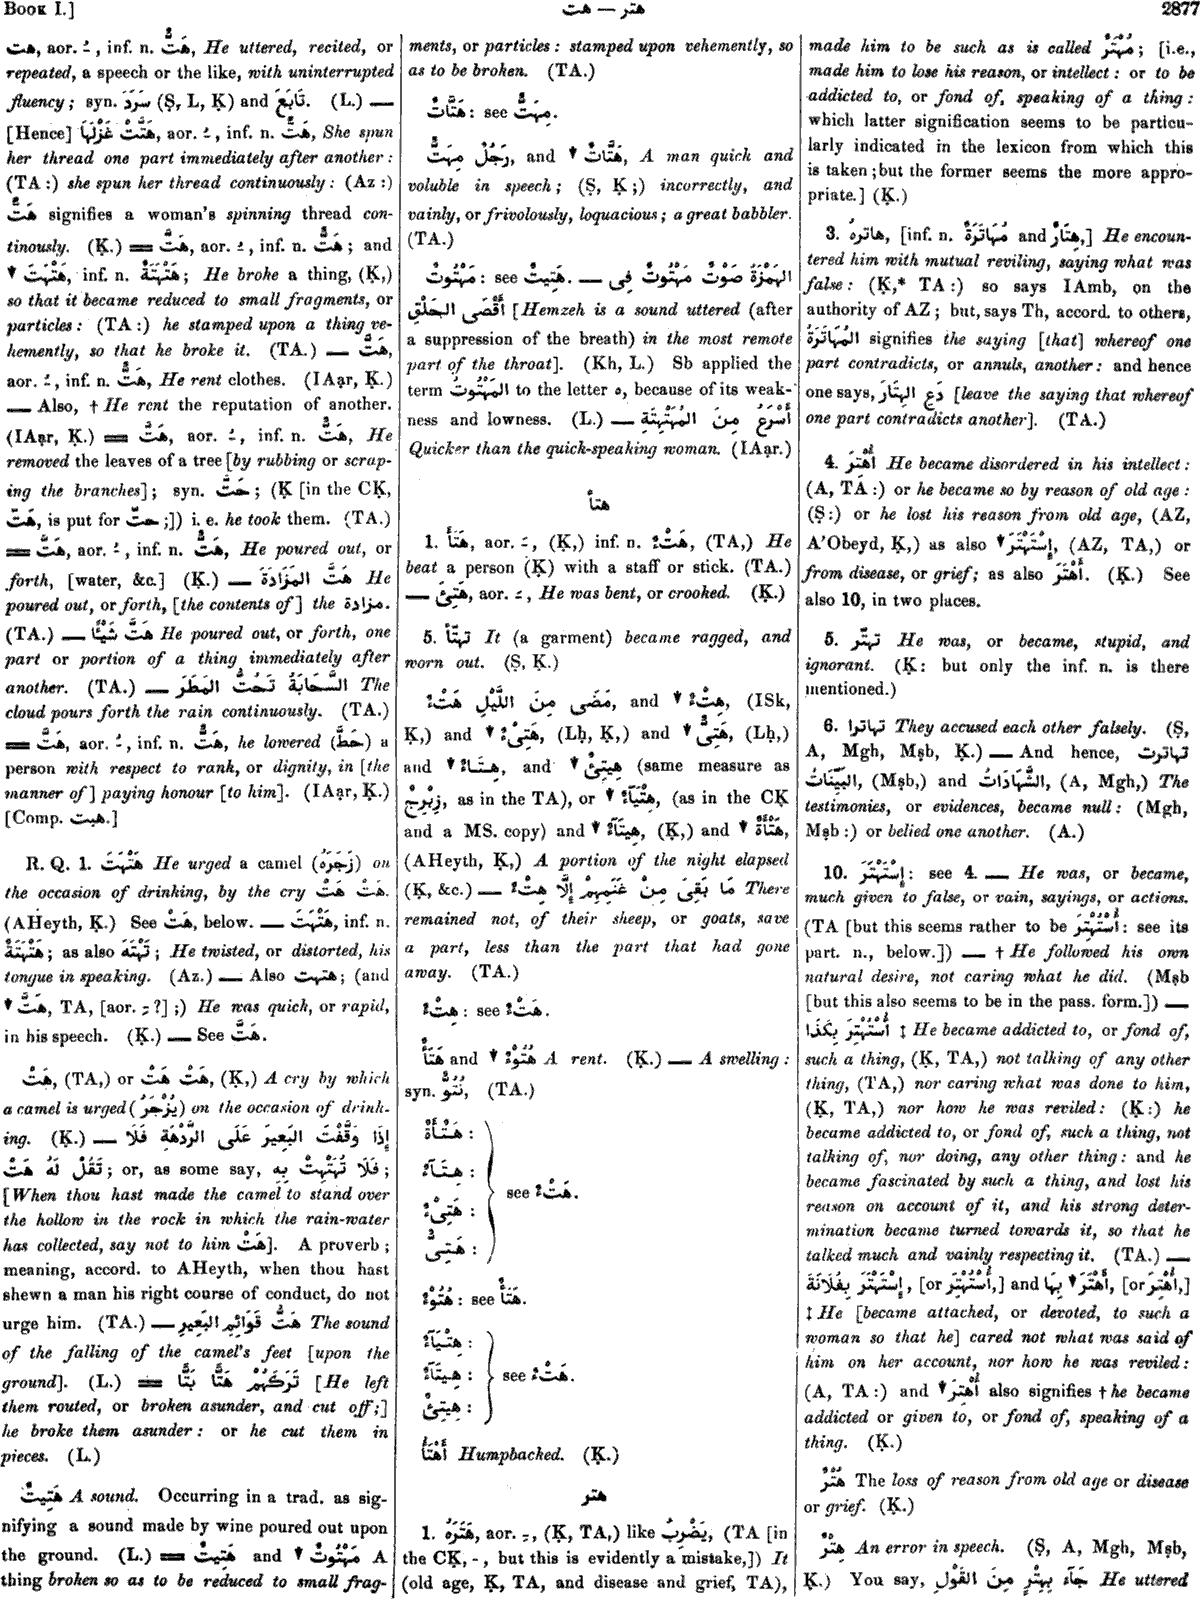 Book I.]
هت — هتر
2877
هت, aor. ـُ, inf. n. هَتٌّ, He uttered, recited, or
repeated, a speech or the like, with uninterrupted
fluency; syn. سَرَدَ (Ṣ, L, Ḳ) and تَابَعَ. (L.) —
[Hence] هَتَّتْ غَزْلَهَا, aor. ـُ, inf. n. هَتٌّ, She spun
her thread one part immediately after another:
(TA:) she spun her thread continuously: (Az:)
هَتٌّ signifies a woman's spinning thread con-
tinously. (Ḳ.) = هَتَّ, aor. ـُ, inf. n. هَتٌّ; and
▼ هَتْهَتَ, inf. n. هَتْهَتَةٌ; He broke a thing, (Ḳ,)
so that it became reduced to small fragments, or
particles: (TA:) he stamped upon a thing ve-
hemently, so that he broke it. (TA.) — هَتَّ,
aor. ـُ, inf. n. هَتٌّ, He rent clothes. (IAạr, Ḳ.)
— Also, † He rent the reputation of another.
(IAạr, Ḳ.) = هَتَّ, aor. ـُ, inf. n. هَتٌّ, He
removed the leaves of a tree [by rubbing or scrap-
ing the branches]; syn. حَتَّ; (Ḳ [in the CḲ,
هَتّ, is put for حتّ;]) i. e. he took them. (TA.)
= هَتَّ, aor. ـُ, inf. n. هَتٌّ, He poured out, or
forth, [water, &c.] (Ḳ.) — هَتَّ المَزَادَةَ He
poured out, or forth, [the contents of] the مزادة.
(TA.) — هَتَّ شَيْئًا He poured out, or forth, one
part or portion of a thing immediately after
another. (TA.) — السَّحَابَةُ تَهُتُّ المَطَرَ The
cloud pours forth the rain continuously. (TA.)
= هَتَّ, aor. ـُ, inf. n. هَتٌّ, he lowered (حَطَّ) a
person with respect to rank, or dignity, in [the
manner of] paying honour [to him]. (IAạr, Ḳ.)
[Comp. هبت.]
R. Q. 1. هَتْهَتَ He urged a camel (زَجَرَهُ) on
the occasion of drinking, by the cry هَتْ هَتْ.
(AHeyth, Ḳ.) See هَتْ, below. — هَتْهَتَ, inf. n.
هَتْهَتَةٌ; as also تَهْتَهَ; He twisted, or distorted, his
tongue in speaking. (Az.) — Also هتهت; (and
▼ هَتَّ, TA, [aor. ـِ ?];) He was quick, or rapid,
in his speech. (Ḳ.) — See هَتَّ.
هَتْ, (TA,) or هَتْ هَتْ, (Ḳ,) A cry by which
a camel is urged (يُزْجَرُ) on the occasion of drink-
ing. (Ḳ.) — إِذَا وَقَّفْتَ البَعِيرَ عَلَى الرَّدْهَةِ فَلَا
تَقُلْ لَهُ هَتْ; or, as some say, فَلَا تُهَتْهِتْ بِهِ;
[When thou hast made the camel to stand over
the hollow in the rock in which the rain-water
has collected, say not to him هَتْ]. A proverb;
meaning, accord. to AHeyth, when thou hast
shewn a man his right course of conduct, do not
urge him. (TA.) — هَتُّ قَوَائِمِ البَعِيرِ The sound
of the falling of the camel's feet [upon the
ground]. (L.) = تَرَكَهُمْ هَتًّا بَتًّا [He left
them routed, or broken asunder, and cut off;]
he broke them asunder: or he cut them in
pieces. (L.)
هَتِيتٌ A sound. Occurring in a trad. as sig-
nifying a sound made by wine poured out upon
the ground. (L.) = هَتِيتٌ and ▼ مَهْتُوتٌ A
thing broken so as to be reduced to small frag-
ments, or particles: stamped upon vehemently, so
as to be broken. (TA.)
هَتَّاتٌ: see مِهَتٌّ.
رَجُلٌ مِهَتٌّ, and ▼ هَتَّاتٌ, A man quick and
voluble in speech; (Ṣ, Ḳ;) incorrectly, and
vainly, or frivolously, loquacious; a great babbler.
(TA.)
مَهْتُوتٌ: see هَتِيتٌ. — الهَمْزَةُ صَوْتٌ مَهْتُوتٌ فِى
أَقْصَى الحَلْقِ [Hemzeh is a sound uttered (after
a suppression of the breath) in the most remote
part of the throat]. (Kh, L.) Sb applied the
term المَهْتُوتُ to the letter ه, because of its weak-
ness and lowness. (L.) — أَسْرَعُ مِنَ المُهَتْهِتَةِ
Quicker than the quick-speaking woman. (IAạr.)
هتأ
1. هَتَأَ, aor. ـَ, (Ḳ,) inf. n. هَتْءٌ, (TA,) He
beat a person (Ḳ) with a staff or stick. (TA.)
— هَتِئَ, aor. ـَ, He was bent, or crooked. (Ḳ.)
5. تهتّأ It (a garment) became ragged, and
worn out. (Ṣ, Ḳ.)
مَضَى مِنَ اللَّيْلِ هَتْءٌ, and ▼ هِتْءٌ, (ISk,
Ḳ,) and ▼ هَتِىْءٌ, (Lḥ, Ḳ,) and ▼ هَتِىٌّ, (Lḥ,)
and ▼ هِتَاءٌ, and ▼ هِيتِئٌ (same measure as
زِبْرِجٌ, as in the TA), or ▼ هِتْيَآءٌ, (as in the CḲ
and a MS. copy) and ▼ هِيتَآءٌ, (Ḳ,) and ▼ هَتْأَةٌ,
(AHeyth, Ḳ,) A portion of the night elapsed
(Ḳ, &c.) — مَا بَقِىَ مِنْ غَنَمِهِمْ إِلَّا هِتْءٌ There
remained not, of their sheep, or goats, save
a part, less than the part that had gone
away. (TA.)
هِتْءٌ: see هَتْءٌ.
هَتَأٌ and ▼ هُتُوْءٌ A rent. (Ḳ.) — A swelling:
syn. نُتُوٌّ, (TA.)
هَتْأَةٌ:
هِتَآءٌ:
هَتِىْءٌ:
هَتِىٌّ:
see هَتْءٌ.
هُتُوْءٌ: see هَتَأٌ.
هِتْيَآءٌ:
هِيتَآءٌ:
هِيتِئٌ:
see هَتْءٌ.
أَهْتَأُ Humpbacked. (Ḳ.)
هتر
1. هَتَرَهُ, aor. ـِ, (Ḳ, TA,) like يَضْرِبُ, (TA [in
the CḲ, -, but this is evidently a mistake,]) It
(old age, Ḳ, TA, and disease and grief, TA),
made him to be such as is called مُهْتَر; [i.e.,
made him to lose his reason, or intellect: or to be
addicted to, or fond of, speaking of a thing:
which latter signification seems to be particu-
larly indicated in the lexicon from which this
is taken; but the former seems the more appro-
priate.] (Ḳ.)
3. هاترهُ, [inf. n. مُهَاتَرَةٌ and هِتَارٌ,] He encoun-
tered him with mutual reviling, saying what was
false: (Ḳ,* TA:) so says IAmb, on the
authority of AZ; but, says Th, accord. to others,
المُهَاتَرَةُ signifies the saying [that] whereof one
part contradicts, or annuls, another: and hence
one says, دَعِ الهِتَارَ [leave the saying that whereof
one part contradicts another]. (TA.)
4. أَهْتَرَ He became disordered in his intellect:
(A, TA:) or he became so by reason of old age:
(Ṣ:) or he lost his reason from old age, (AZ,
A'Obeyd, Ḳ,) as also ▼ إِسْتَهْتَرَ, (AZ, TA,) or
from disease, or grief; as also أَهْتَرَ. (Ḳ.) See
also 10, in two places.
5. تهتّر He was, or became, stupid, and
ignorant. (Ḳ: but only the inf. n. is there
mentioned.)
6. تهاتروا They accused each other falsely. (Ṣ,
A, Mgh, Mṣb, Ḳ.) — And hence, تهاترت
البَيِّنَاتُ, (Mṣb,) and الشَّهَادَاتُ, (A, Mgh,) The
testimonies, or evidences, became null: (Mgh,
Mṣb:) or belied one another. (A.)
10. إِسْتَهْتَرَ: see 4. — He was, or became,
much given to false, or vain, sayings, or actions.
(TA [but this seems rather to be أُسْتُهْتِرَ: see its
part. n., below.]) — † He followed his own
natural desire, not caring what he did. (Mṣb
[but this also seems to be in the pass. form.]) —
أُسْتُهْتِرَ بِكَذَا ‡ He became addicted to, or fond of,
such a thing, (Ḳ, TA,) not talking of any other
thing, (TA,) nor caring what was done to him,
(Ḳ, TA,) nor how he was reviled: (Ḳ:) he
became addicted to, or fond of, such a thing, not
talking of, nor doing, any other thing: and he
became fascinated by such a thing, and lost his
reason on account of it, and his strong deter-
mination became turned towards it, so that he
talked much and vainly respecting it. (TA.) —
إِسْتَهْتَرَ بِفُلَانَةَ, [or أُسْتُهْتِرَ,] and ▼ أَهْتَرَ بِهَا, [or أُهْتِرَ,]
‡ He [became attached, or devoted, to such a
woman so that he] cared not what was said of
him on her account, nor how he was reviled:
(A, TA:) and ▼ أُهْتِرَ also signifies † he became
addicted or given to, or fond of, speaking of a
thing. (Ḳ.)
هُتْرٌ The loss of reason from old age or disease
or grief. (Ḳ.)
هِتْرٌ An error in speech. (Ṣ, A, Mgh, Mṣb,
Ḳ.) You say, جَآءَ بِهِتْرٍ مِنَ القَوْلِ He uttered